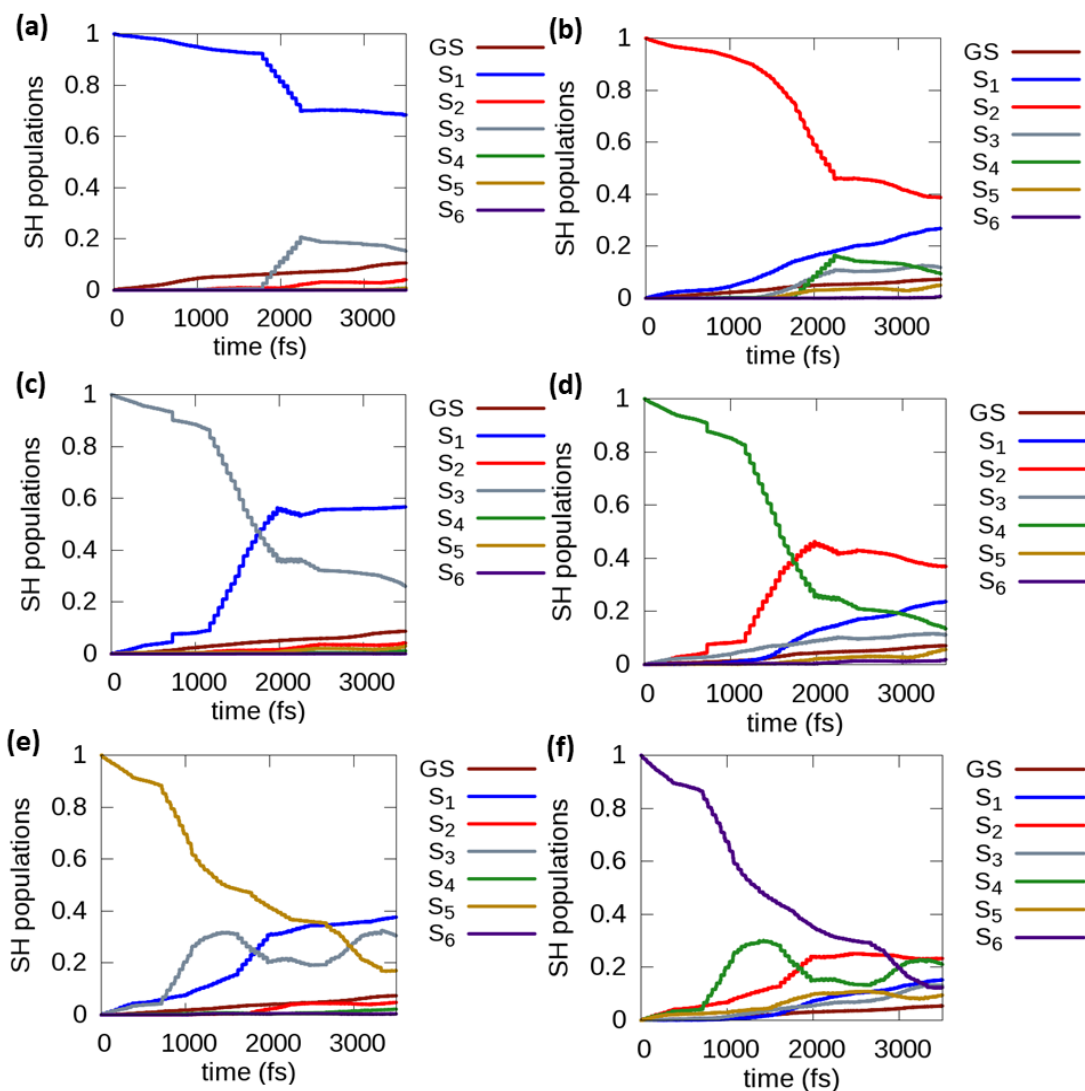 (a)
SH populations
1
0.8
0.6
0.4
0.2
0
0 1000 2000 3000
time (fs)
GS
S1
S2
S3
S4
S5
S6
(b)
SH populations
1
0.8
0.6
0.4
0.2
0
0 1000 2000 3000
time (fs)
GS
S1
S2
S3
S4
S5
S6
(c)
SH populations
1
0.8
0.6
0.4
0.2
0
0 1000 2000 3000
time (fs)
GS
S1
S2
S3
S4
S5
S6
(d)
SH populations
1
0.8
0.6
0.4
0.2
0
0 1000 2000 3000
time (fs)
GS
S1
S2
S3
S4
S5
S6
(e)
SH populations
1
0.8
0.6
0.4
0.2
0
0 1000 2000 3000
time (fs)
GS
S1
S2
S3
S4
S5
S6
(f)
SH populations
1
0.8
0.6
0.4
0.2
0
0 1000 2000 3000
time (fs)
GS
S1
S2
S3
S4
S5
S6